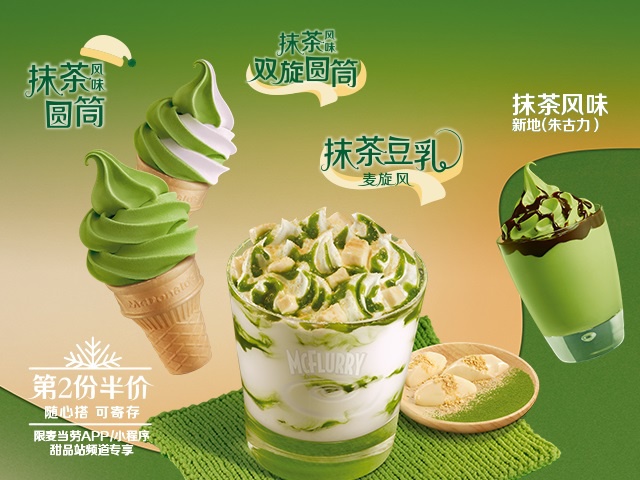 抹茶风味
圆筒
抹茶风味
双旋圆筒
抹茶豆乳
麦旋风
抹茶风味
新地(朱古力)
McFLURRY
第2份半价
随心搭 可寄存
限麦当劳APP/小程序
甜品站频道专享